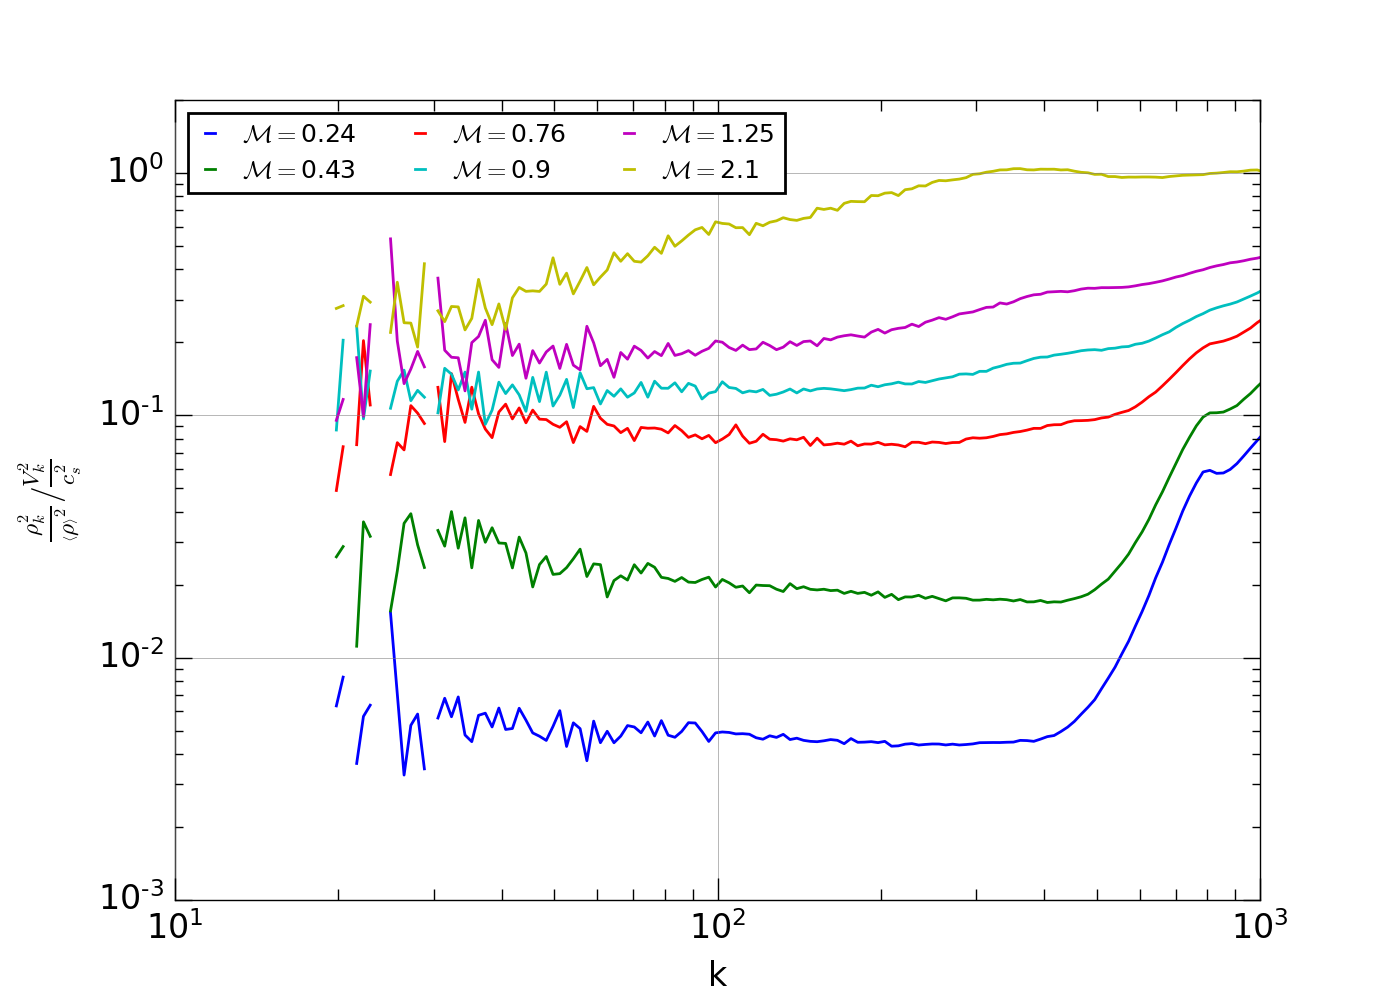 ℳ = 0.24 ℳ = 0.76 ℳ = 1.25
ℳ = 0.43 ℳ = 0.9 ℳ = 2.1
10⁰
10⁻¹
10⁻²
10⁻³
10¹ 10² 10³
k
ρ_k²/⟨ρ⟩² / V_k²/c_s²